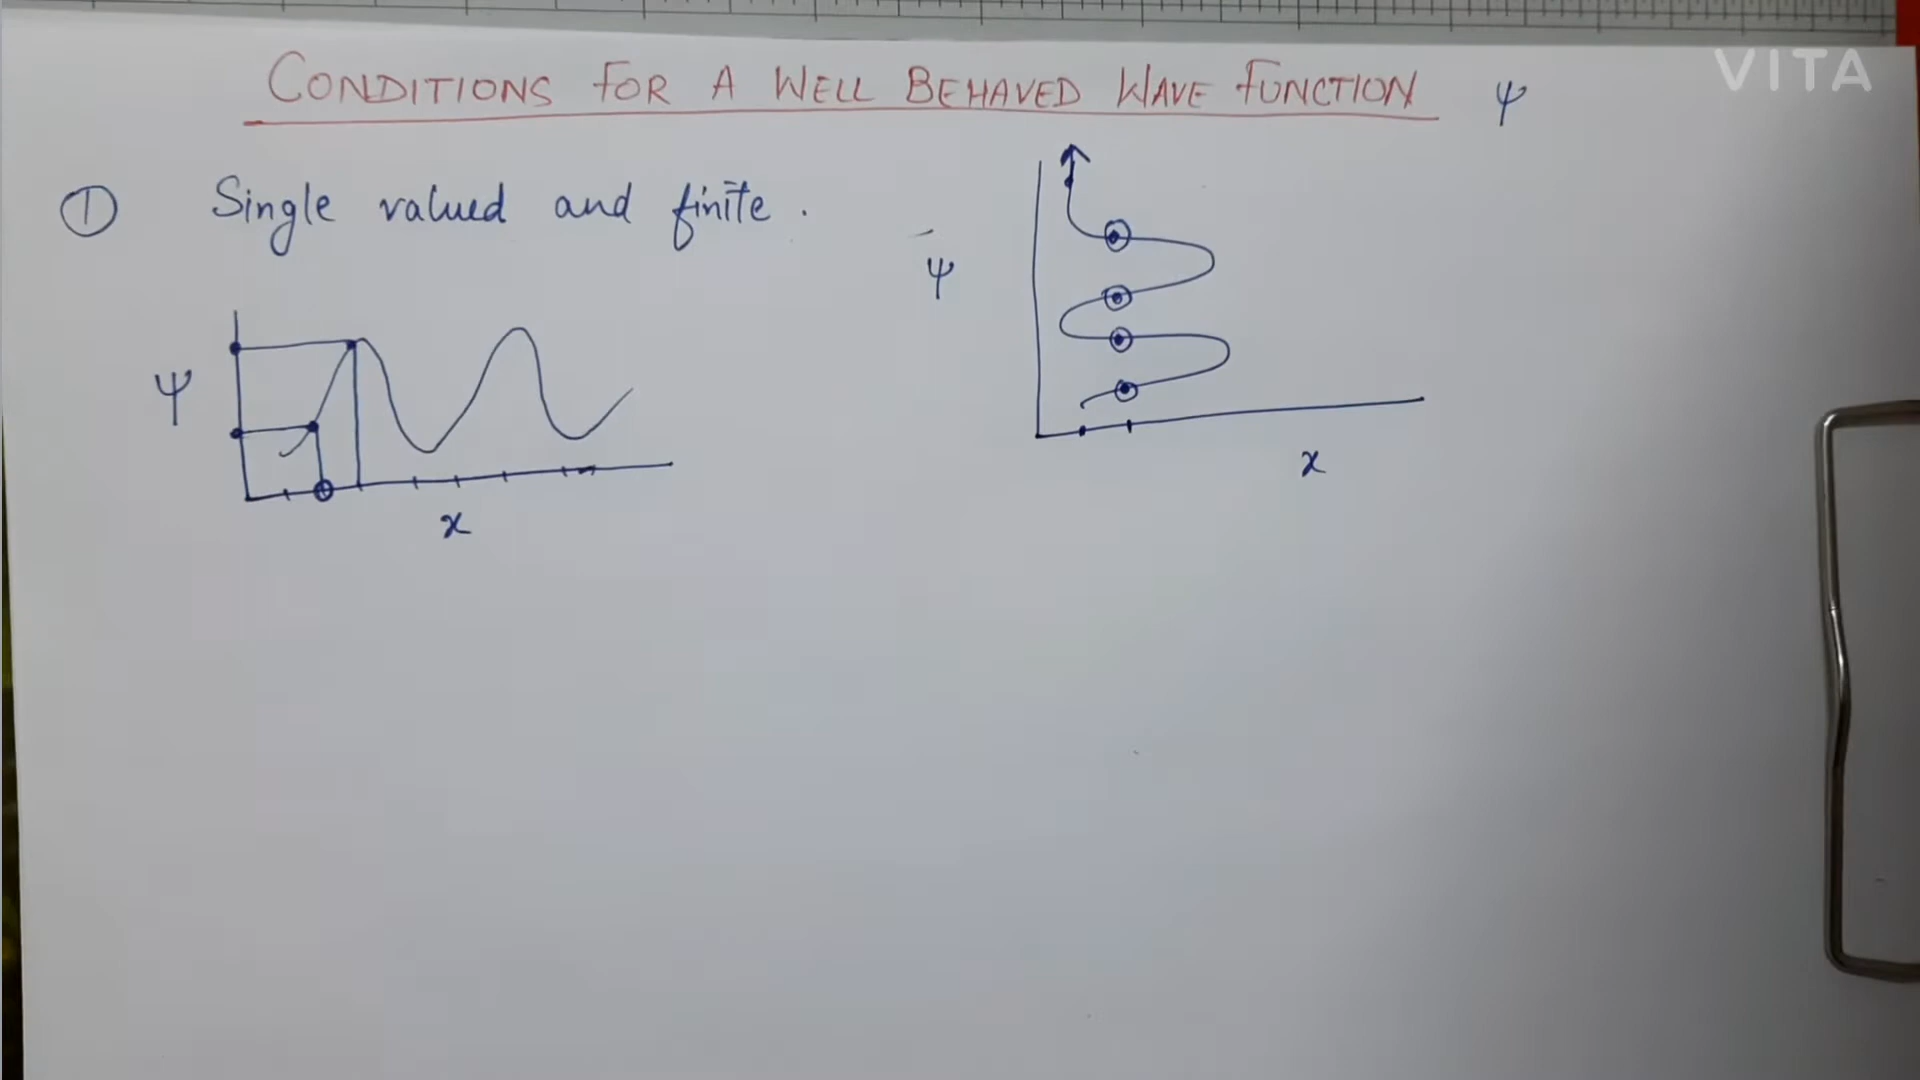 CONDITIONS FOR A WELL BEHAVED WAVE FUNCTION ψ
VITA
① Single valued and finite.
ψ
x
ψ
x